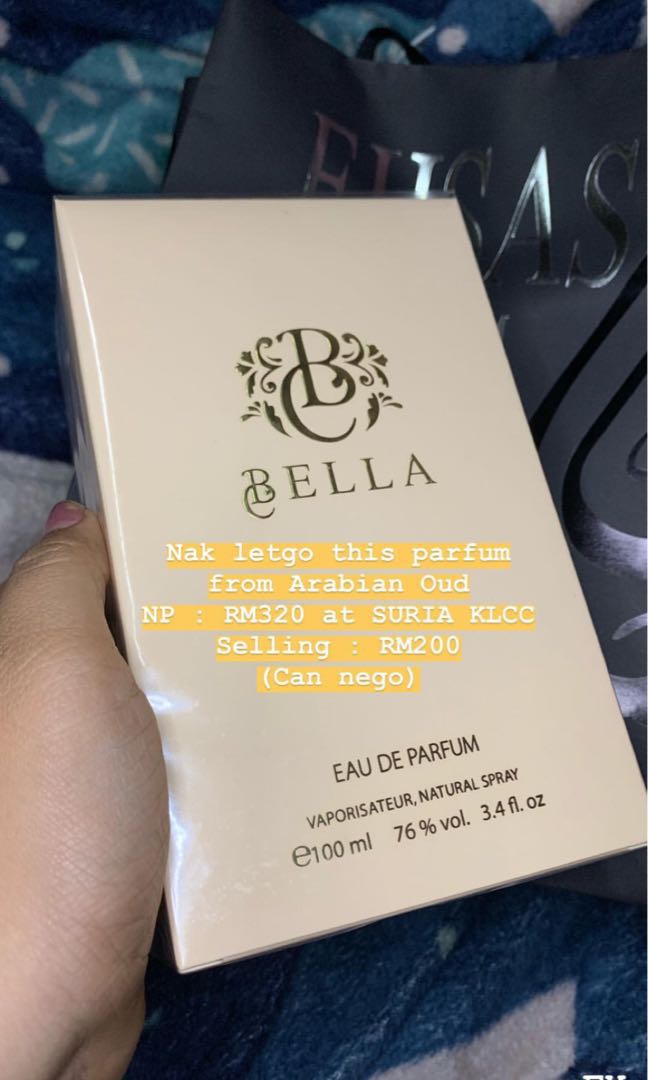 BC
BELLA
Nak letgo this parfum
from Arabian Oud
NP : RM320 at SURIA KLCC
Selling : RM200
(Can nego)
EAU DE PARFUM
VAPORISATEUR, NATURAL SPRAY
℮100 ml 76 % vol. 3.4 fl. oz